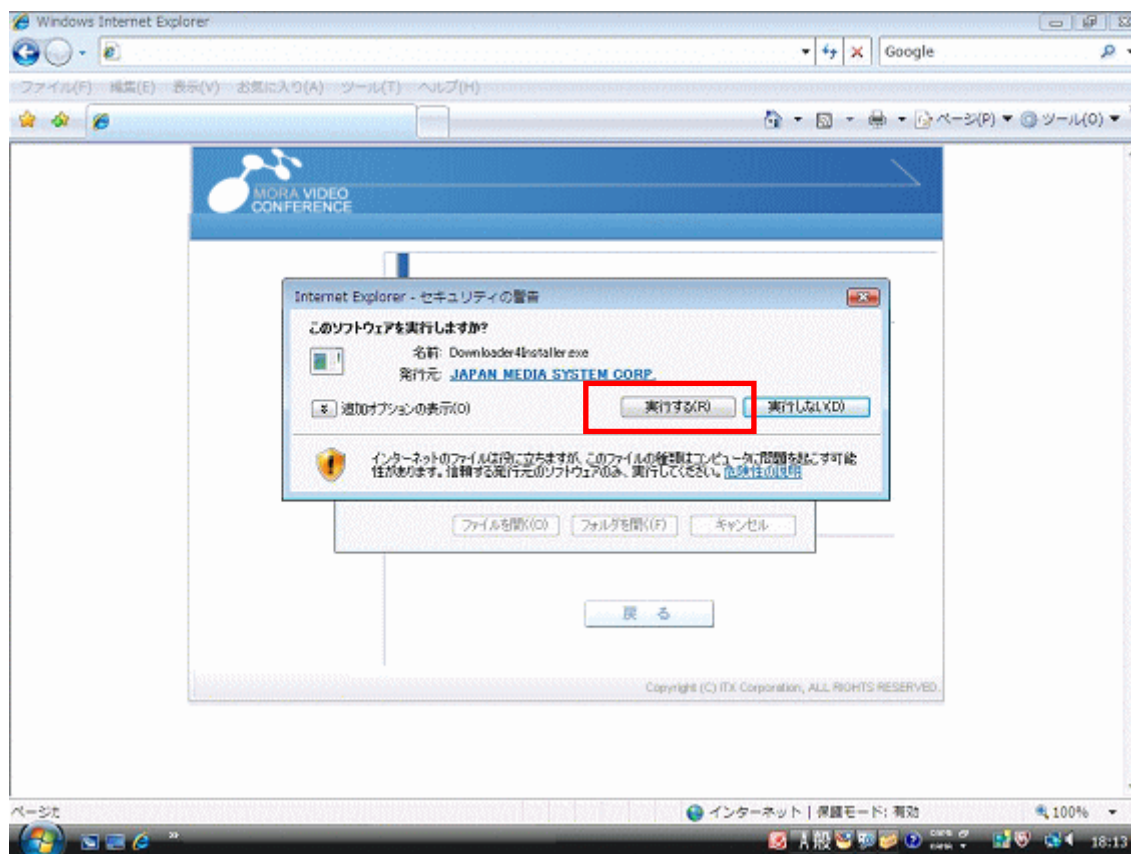 Windows Internet Explorer
Google
ファイル(F) 編集(E) 表示(V) お気に入り(A) ツール(T) ヘルプ(H)
ページ(P) ツール(O)
MORA VIDEO
CONFERENCE
Internet Explorer - セキュリティの警告
このソフトウェアを実行しますか?
名前: Downloader4Installer.exe
発行元: JAPAN MEDIA SYSTEM CORP.
追加オプションの表示(O) 実行する(R) 実行しない(D)
インターネットのファイルは役に立ちますが、このファイルの種類はコンピュータに問題を起こす可能
性があります。信頼する発行元のソフトウェアのみ、実行してください。危険性の説明
ファイルを開く(O) フォルダを開く(F) キャンセル
戻 る
Copyright (C) ITX Corporation, ALL RIGHTS RESERVED.
ページが
インターネット | 保護モード: 有効 100%
A 般 CAPS KANA 18:13